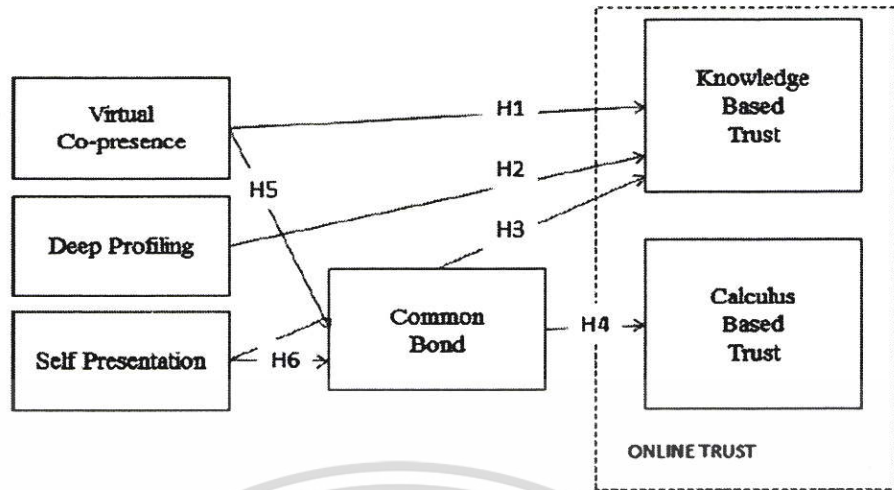 Virtual
Co-presence
Deep Profiling
Self Presentation
Common
Bond
Knowledge
Based
Trust
Calculus
Based
Trust
ONLINE TRUST
H1
H2
H3
H4
H5
H6